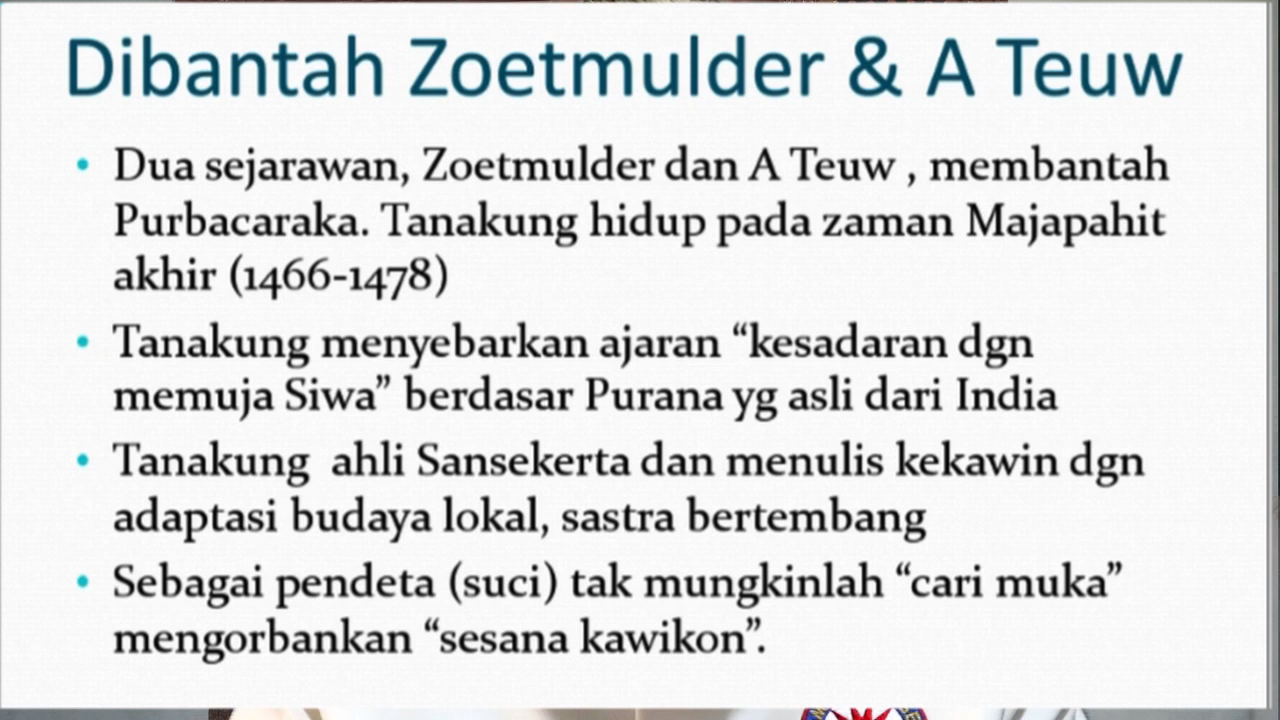 Dibantah Zoetmulder & A Teuw
• Dua sejarawan, Zoetmulder dan A Teuw , membantah
Purbacaraka. Tanakung hidup pada zaman Majapahit
akhir (1466-1478)
• Tanakung menyebarkan ajaran “kesadaran dgn
memuja Siwa” berdasar Purana yg asli dari India
• Tanakung ahli Sansekerta dan menulis kekawin dgn
adaptasi budaya lokal, sastra bertembang
• Sebagai pendeta (suci) tak mungkinlah “cari muka”
mengorbankan “sesana kawikon”.